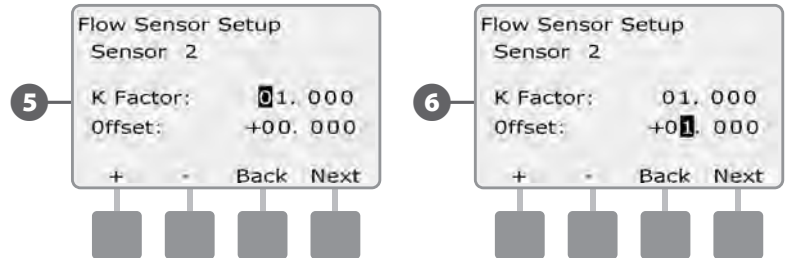 Flow Sensor Setup
Sensor 2
5
K Factor: 01. 000
Offset: +00. 000
+ - Back Next
Flow Sensor Setup
Sensor 2
6
K Factor: 01. 000
Offset: +01. 000
+ - Back Next